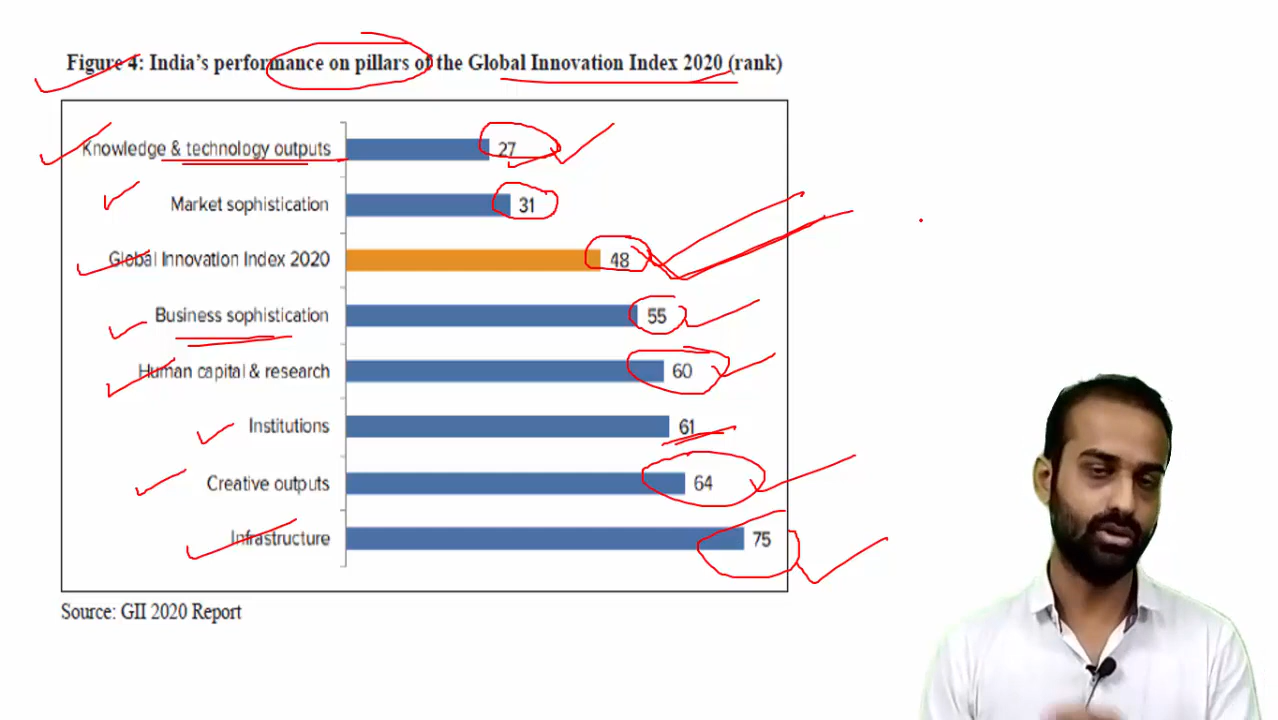 Figure 4: India's performance on pillars of the Global Innovation Index 2020 (rank)
Knowledge & technology outputs 27
Market sophistication 31
Global Innovation Index 2020 48
Business sophistication 55
Human capital & research 60
Institutions 61
Creative outputs 64
Infrastructure 75
Source: GII 2020 Report